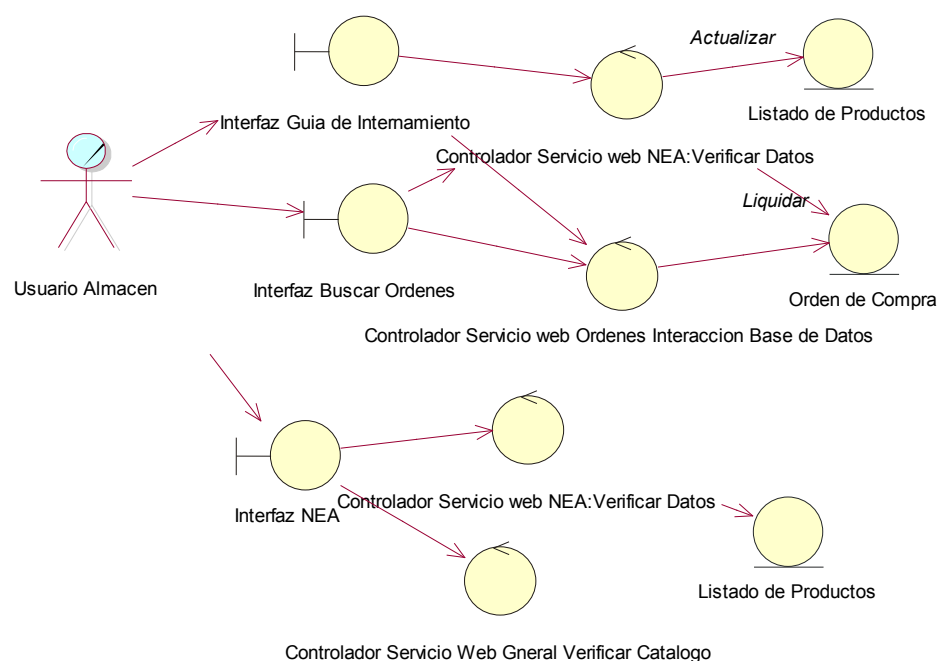 Actualizar
Listado de Productos
Interfaz Guia de Internamiento
Controlador Servicio web NEA:Verificar Datos
Liquidar
Usuario Almacen
Interfaz Buscar Ordenes
Orden de Compra
Controlador Servicio web Ordenes Interaccion Base de Datos
Controlador Servicio web NEA:Verificar Datos
Interfaz NEA
Listado de Productos
Controlador Servicio Web Gneral Verificar Catalogo